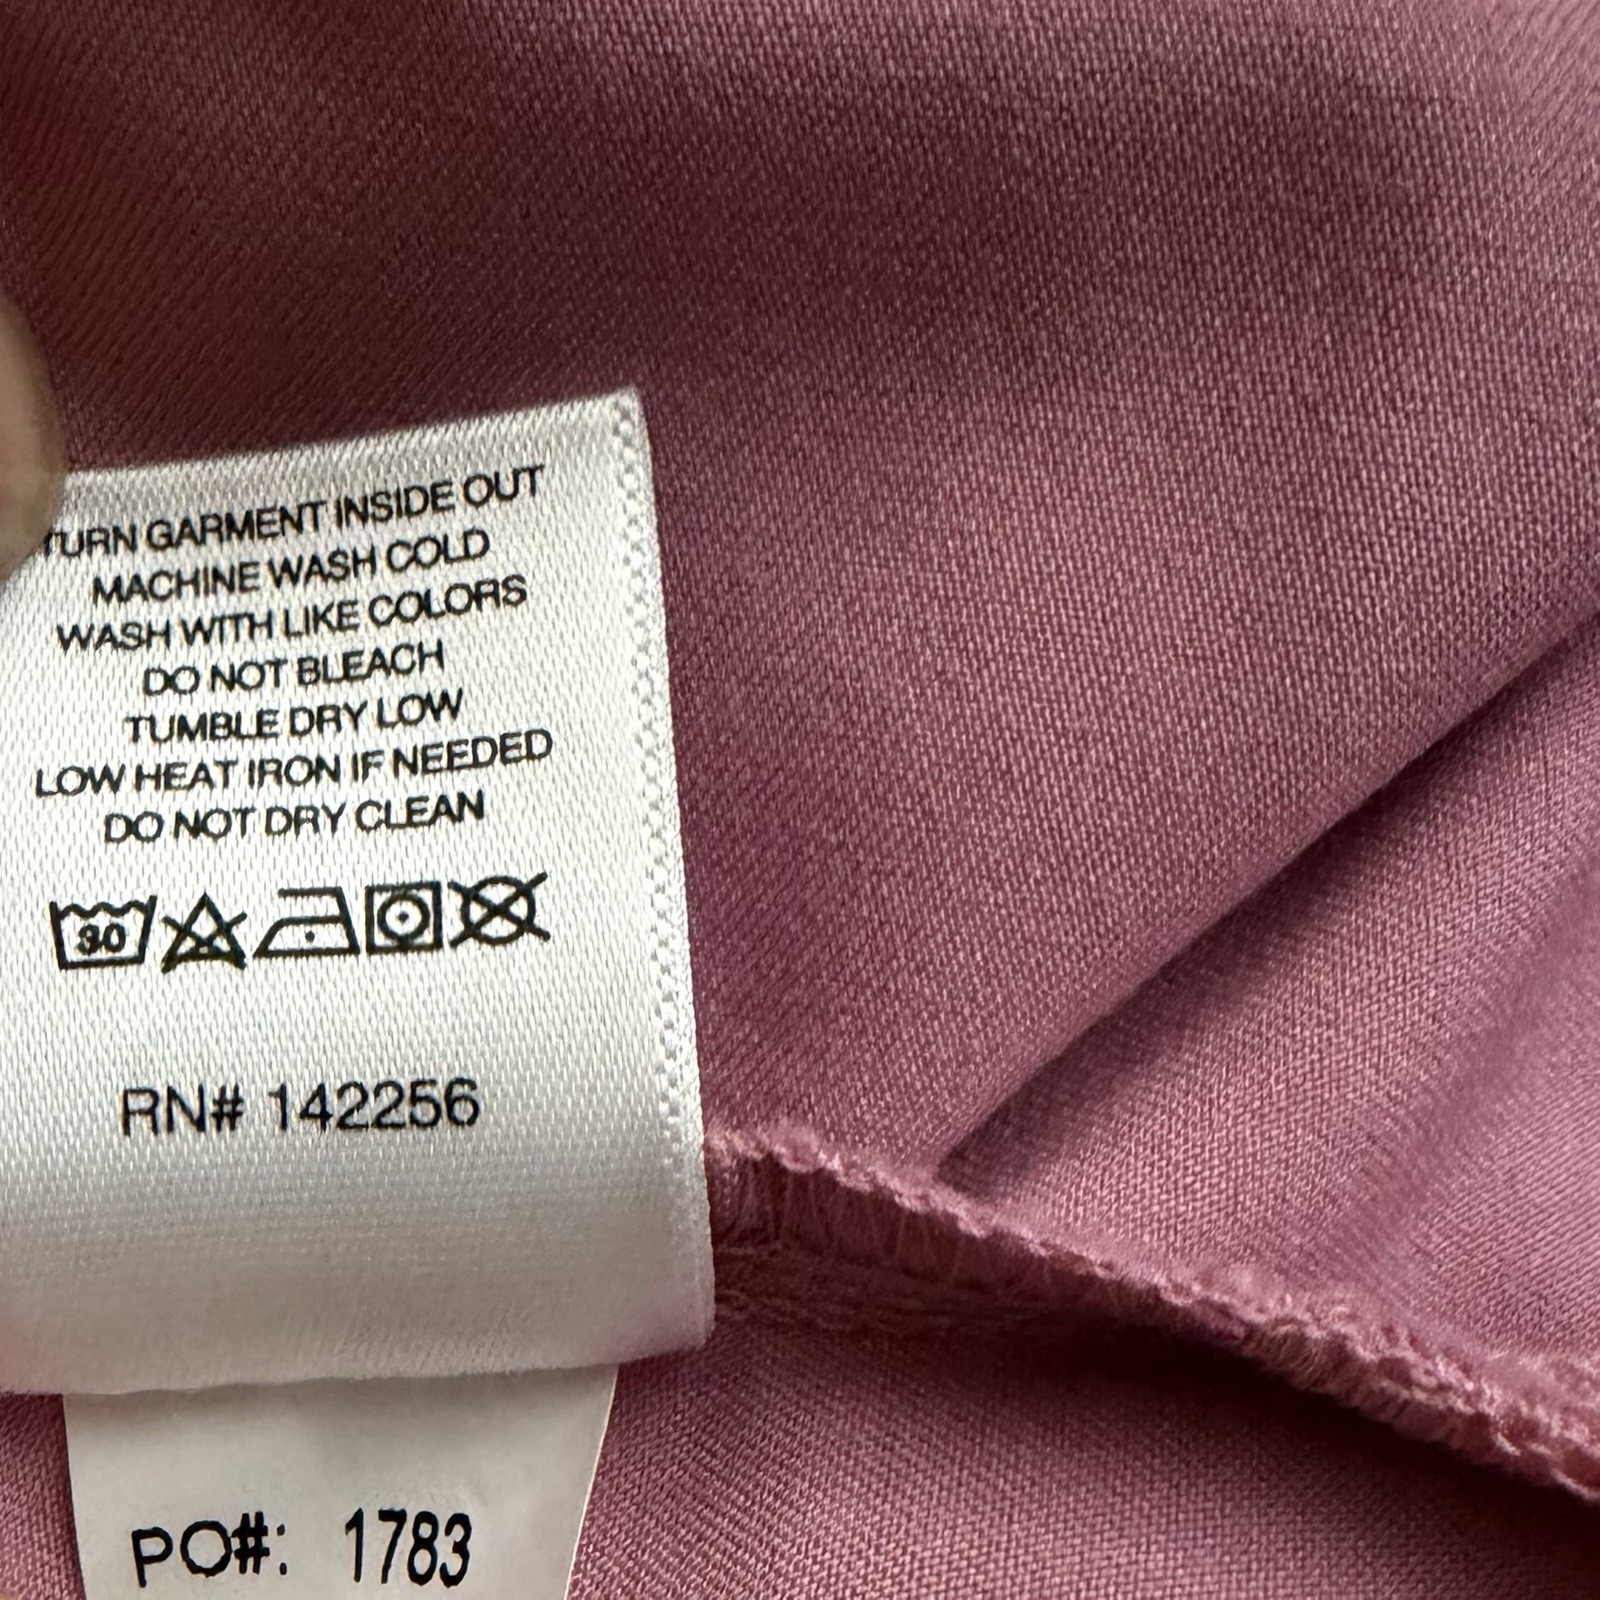 TURN GARMENT INSIDE OUT
MACHINE WASH COLD
WASH WITH LIKE COLORS
DO NOT BLEACH
TUMBLE DRY LOW
LOW HEAT IRON IF NEEDED
DO NOT DRY CLEAN
30
RN# 142256
PO#: 1783